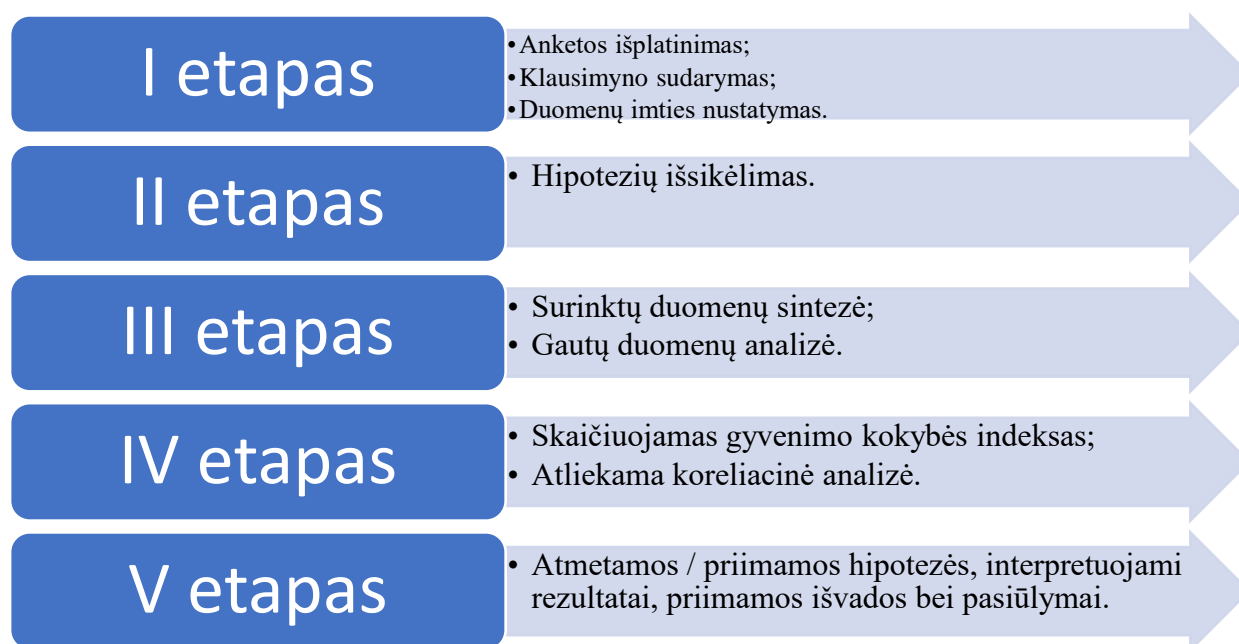 I etapas
•Anketos išplatinimas;
•Klausimyno sudarymas;
•Duomenų imties nustatymas.
II etapas
• Hipotezių išsikėlimas.
III etapas
• Surinktų duomenų sintezė;
• Gautų duomenų analizė.
IV etapas
• Skaičiuojamas gyvenimo kokybės indeksas;
• Atliekama koreliacinė analizė.
V etapas
• Atmetamos / priimamos hipotezės, interpretuojami
rezultatai, priimamos išvados bei pasiūlymai.